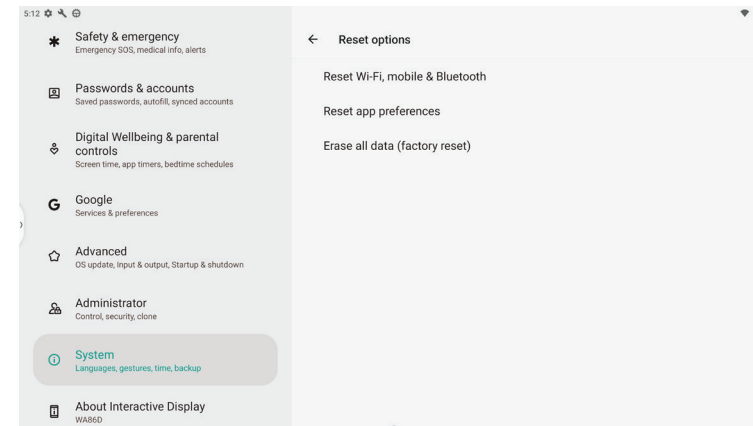 5:12
Safety & emergency
Emergency SOS, medical info, alerts
Passwords & accounts
Saved passwords, autofill, synced accounts
Digital Wellbeing & parental
controls
Screen time, app timers, bedtime schedules
Google
Services & preferences
Advanced
OS update, Input & output, Startup & shutdown
Administrator
Control, security, clone
System
Languages, gestures, time, backup
About Interactive Display
WA86D
Reset options
Reset Wi-Fi, mobile & Bluetooth
Reset app preferences
Erase all data (factory reset)